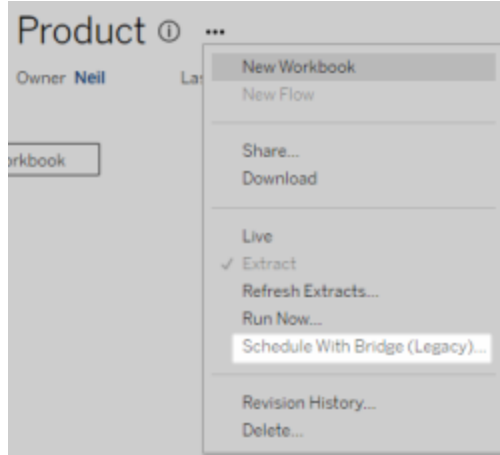 Product
Owner Neil Las
orkbook
New Workbook
New Flow
Share...
Download
Live
Extract
Refresh Extracts...
Run Now....
Schedule With Bridge (Legacy)...
Revision History...
Delete...